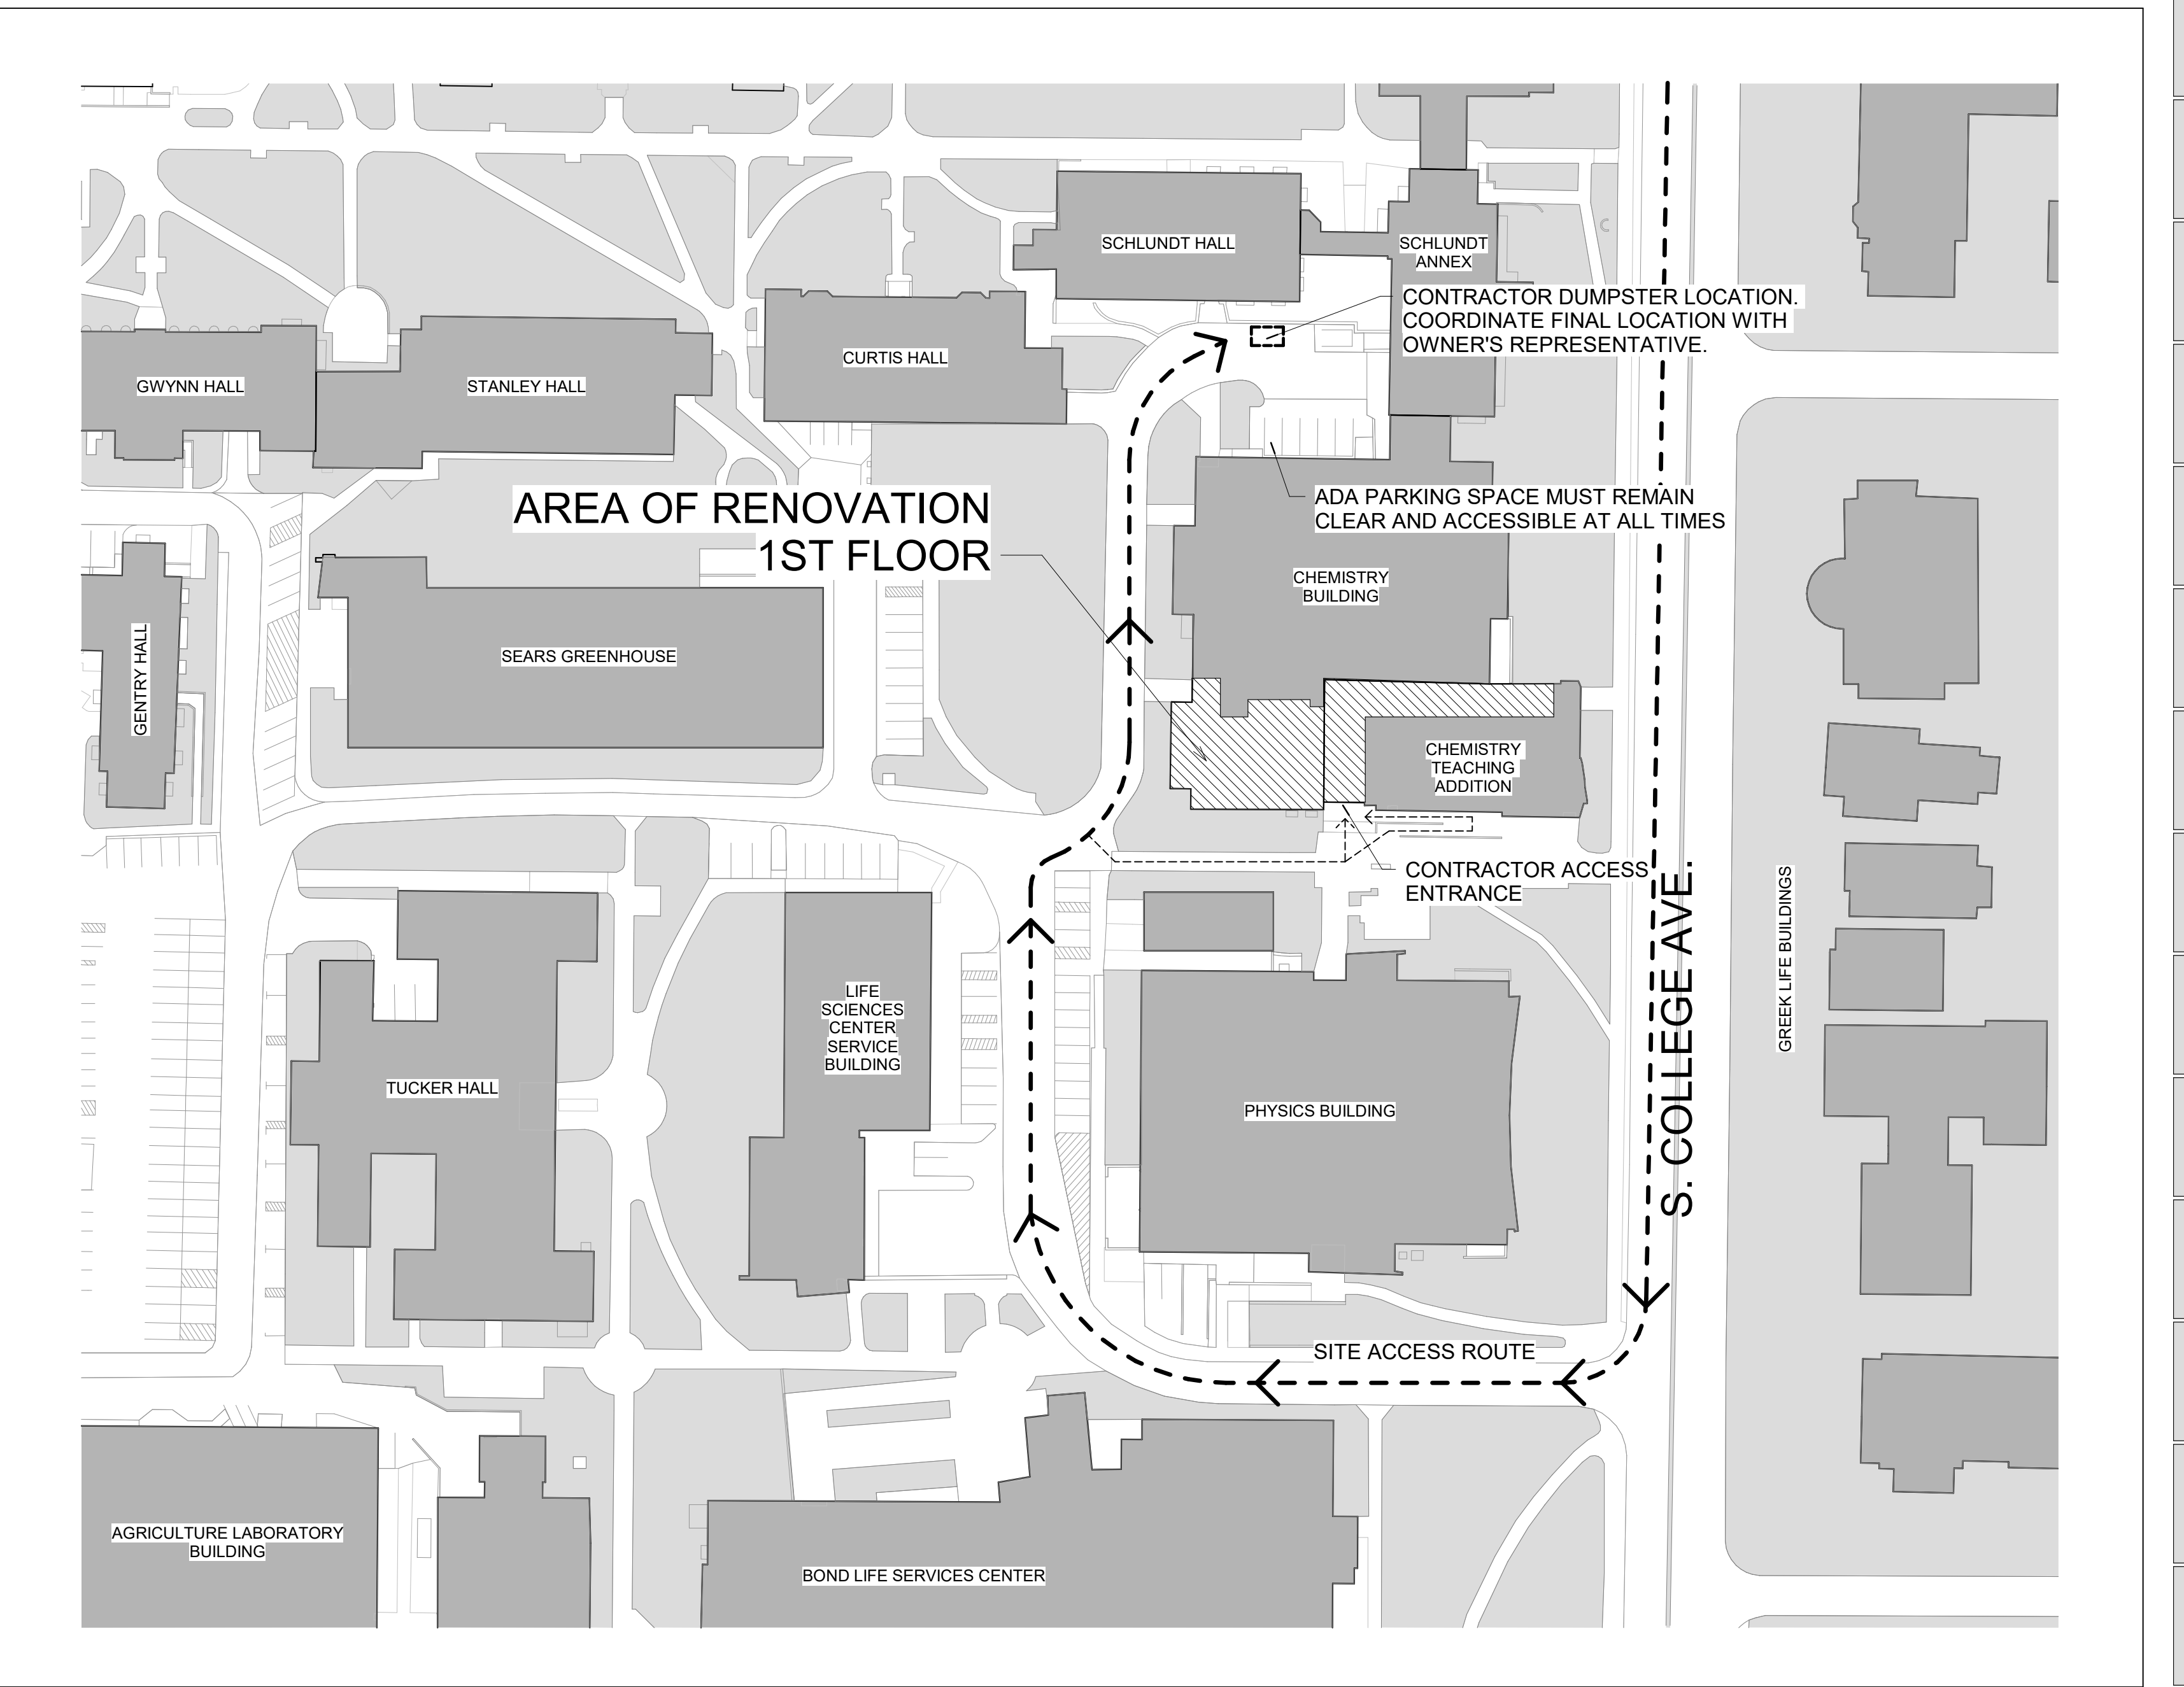 SCHLUNDT HALL
SCHLUNDT
ANNEX
CONTRACTOR DUMPSTER LOCATION.
COORDINATE FINAL LOCATION WITH
OWNER'S REPRESENTATIVE.
CURTIS HALL
GWYNN HALL
STANLEY HALL
AREA OF RENOVATION
1ST FLOOR
ADA PARKING SPACE MUST REMAIN
CLEAR AND ACCESSIBLE AT ALL TIMES
CHEMISTRY
BUILDING
GENTRY HALL
SEARS GREENHOUSE
CHEMISTRY
TEACHING
ADDITION
CONTRACTOR ACCESS
ENTRANCE
S. COLLEGE AVE.
GREEK LIFE BUILDINGS
LIFE
SCIENCES
CENTER
SERVICE
BUILDING
TUCKER HALL
PHYSICS BUILDING
SITE ACCESS ROUTE
AGRICULTURE LABORATORY
BUILDING
BOND LIFE SERVICES CENTER